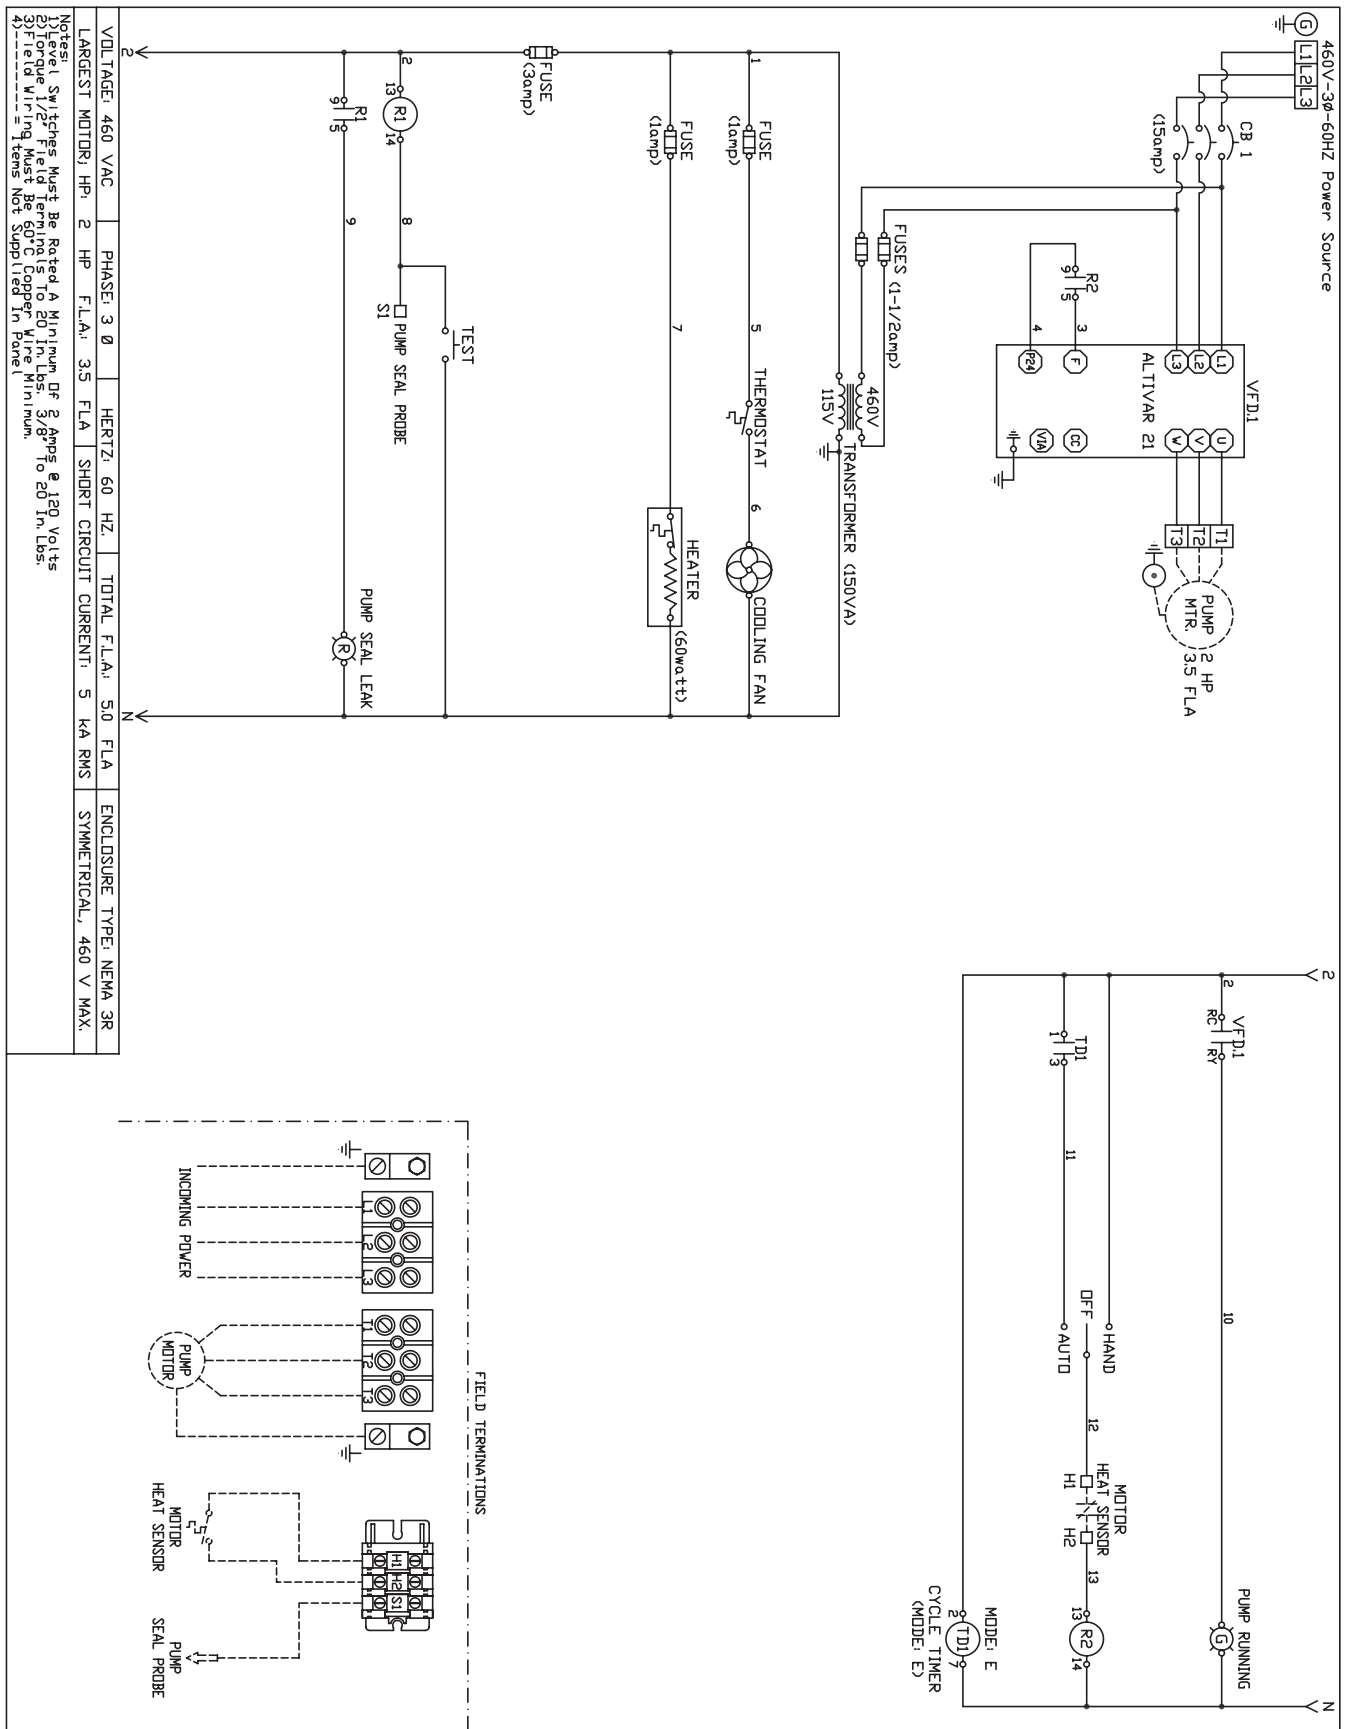 460V-3Ø-60HZ Power Source
G
L1 L2 L3
CB 1
(15amp)
VFD.1
L1 L2 L3
U V W
ALTIVAR 21
F
P24
CC
VIA
R2
9 5
3
4
T1 T2 T3
PUMP
MTR.
2 HP
3.5 FLA
FUSES (1-1/2amp)
460V
115V
TRANSFORMER (150VA)
1
FUSE
(1amp)
5
THERMOSTAT
6
COOLING FAN
FUSE
(1amp)
7
HEATER
(60watt)
FUSE
(3amp)
2
13
R1
14
8
TEST
PUMP SEAL PROBE
S1
R1
9 5
9
PUMP SEAL LEAK
R
2
N
2
N
2
VFD.1
RC RY
10
PUMP RUNNING
G
HAND
OFF
AUTO
TD1
1 3
11
12
MOTOR
HEAT SENSOR
H1 H2
13
13
R2
14
MODE: E
2
TD1
7
CYCLE TIMER
(MODE: E)
FIELD TERMINATIONS
L1 L2 L3
T1 T2 T3
H1 H2 S1
INCOMING POWER
PUMP
MOTOR
MOTOR
HEAT SENSOR
PUMP
SEAL PROBE
VOLTAGE: 460 VAC PHASE: 3 Ø HERTZ: 60 HZ. TOTAL F.L.A.: 5.0 FLA ENCLOSURE TYPE: NEMA 3R
LARGEST MOTOR: HP: 2 HP F.L.A.: 3.5 FLA SHORT CIRCUIT CURRENT: 5 kA RMS SYMMETRICAL, 460 V MAX.
Notes:
1)Level Switches Must Be Rated A Minimum Of 2 Amps @ 120 Volts
2)Torque 1/2" Field Terminals To 20 In. Lbs. 3/8" To 20 In. Lbs.
3)Field Wiring Must Be 60°C Copper Wire Minimum.
4)--------- = Items Not Supplied In Panel